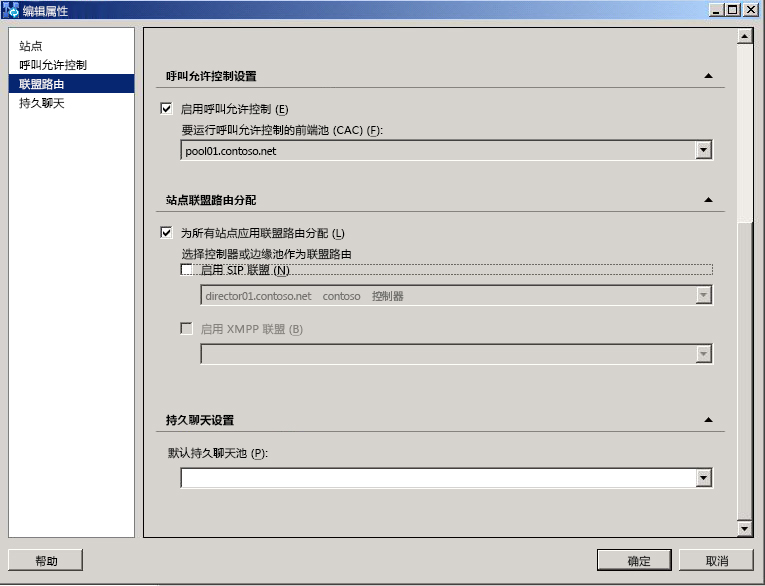 编辑属性
站点
呼叫允许控制
联盟路由
持久聊天
呼叫允许控制设置
启用呼叫允许控制 (E)
要运行呼叫允许控制的前端池 (CAC) (F):
pool01.contoso.net
站点联盟路由分配
为所有站点应用联盟路由分配 (L)
选择控制器或边缘池作为联盟路由
启用 SIP 联盟 (N)
director01.contoso.net contoso 控制器
启用 XMPP 联盟 (B)
持久聊天设置
默认持久聊天池 (P):
帮助
确定
取消